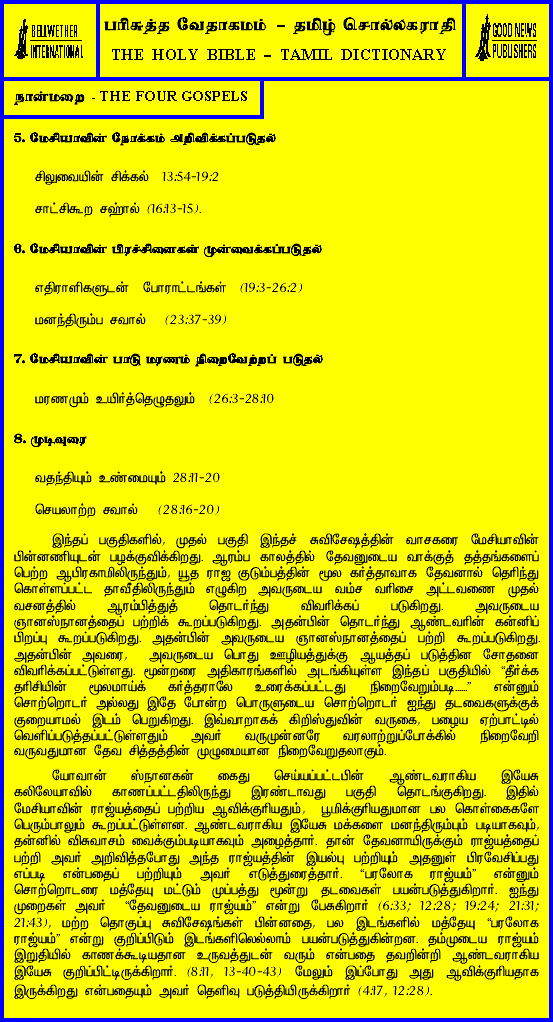 BELLWETHER
INTERNATIONAL
பரிசுத்த வேதாகமம் – தமிழ் சொல்லகராதி
THE HOLY BIBLE – TAMIL DICTIONARY
GOOD NEWS
PUBLISHERS
நான்மறை - THE FOUR GOSPELS
5. மேசியாவின் நோக்கம் அறிவிக்கப்படுதல்
சிலுவையின் சிக்கல் 13:54-19:2
சாட்சிகூற சஹால் (16:13-15).
6. மேசியாவின் பிரச்சினைகள் முன்வைக்கப்படுதல்
எதிராளிகளுடன் போராட்டங்கள் (19:3-26:2)
மனந்திரும்ப சவால் (23:37-39)
7. மேசியாவின் பாடு மரணம் நிறைவேற்றப் படுதல்
மரணமும் உயிர்த்தெழுதலும் (26:3-28:10
8. முடிவுரை
வதந்தியும் உண்மையும் 28:11-20
செயலாற்ற சவால் (28:16-20)
இந்தப் பகுதிகளில், முதல் பகுதி இந்தச் சுவிசேஷத்தின் வாசகரை மேசியாவின்
பின்னணியுடன் பழக்குவிக்கிறது. ஆரம்ப காலத்தில் தேவனுடைய வாக்குத் தத்தங்களைப்
பெற்ற ஆபிரகாமிலிருந்தும், யூத ராஜ குடும்பத்தின் மூல கர்த்தாவாக தேவனால் தெரிந்து
கொள்ளப்பட்ட தாவீதிலிருந்தும் எழுகிற அவருடைய வம்ச வரிசை அட்டவணை முதல்
வசனத்தில் ஆரம்பித்துத் தொடர்ந்து விவரிக்கப் படுகிறது. அவருடைய
ஞானஸ்நானத்தைப் பற்றிக் கூறப்படுகிறது. அதன்பின் தொடர்ந்து ஆண்டவரின் கன்னிப்
பிறப்பு கூறப்படுகிறது. அதன்பின் அவருடைய ஞானஸ்நானத்தைப் பற்றி கூறப்படுகிறது.
அதன்பின் அவரை, அவருடைய பொது ஊழியத்துக்கு ஆயத்தப் படுத்தின சோதனை
விவரிக்கப்பட்டுள்ளது. மூன்றரை அதிகாரங்களில் அடங்கியுள்ள இந்தப் பகுதியில் “தீர்க்க
தரிசியின் மூலமாய்க் கர்த்தராலே உரைக்கப்பட்டது நிறைவேறும்படி......” என்னும்
சொற்றொடர் அல்லது இதே போன்ற பொருளுடைய சொற்றொடர் ஐந்து தடவைகளுக்குக்
குறையாமல் இடம் பெறுகிறது. இவ்வாறாகக் கிறிஸ்துவின் வருகை, பழைய ஏற்பாட்டில்
வெளிப்படுத்தப்பட்டுள்ளதும் அவர் வருமுன்னரே வரலாற்றுப்போக்கில் நிறைவேறி
வருவதுமான தேவ சித்தத்தின் முழுமையான நிறைவேறுதலாகும்.
யோவான் ஸ்நானகன் கைது செய்யப்பட்டபின் ஆண்டவராகிய இயேசு
கலிலேயாவில் காணப்பட்டதிலிருந்து இரண்டாவது பகுதி தொடங்குகிறது. இதில்
மேசியாவின் ராஜ்யத்தைப் பற்றிய ஆவிக்குரியதும், பூமிக்குரியதுமான பல கொள்கைகளே
பெரும்பாலும் கூறப்பட்டுள்ளன. ஆண்டவராகிய இயேசு மக்களை மனந்திரும்பும் படியாகவும்,
தன்னில் விசுவாசம் வைக்கும்படியாகவும் அழைத்தார். தான் தேவனாயிருக்கும் ராஜ்யத்தைப்
பற்றி அவர் அறிவித்தபோது அந்த ராஜ்யத்தின் இயல்பு பற்றியும் அதனுள் பிரவேசிப்பது
எப்படி என்பதைப் பற்றியும் அவர் எடுத்துரைத்தார். “பரலோக ராஜ்யம்” என்னும்
சொற்றொடரை மத்தேயு மட்டும் முப்பத்து மூன்று தடவைகள் பயன்படுத்துகிறார். ஐந்து
முறைகள் அவர் “தேவனுடைய ராஜ்யம்” என்று பேசுகிறார் (6:33; 12:28; 19:24; 21:31;
21:43), மற்ற தொகுப்பு சுவிசேஷங்கள் பின்னதை, பல இடங்களில் மத்தேயு “பரலோக
ராஜ்யம்” என்று குறிப்பிடும் இடங்களிலெல்லாம் பயன்படுத்துகின்றன. தம்முடைய ராஜ்யம்
இறுதியில் காணக்கூடியதான உருவத்துடன் வரும் என்பதை தவறின்றி ஆண்டவராகிய
இயேசு குறிப்பிட்டிருக்கிறார். (8:11, 13-40-43) மேலும் இப்போது அது ஆவிக்குரியதாக
இருக்கிறது என்பதையும் அவர் தெளிவு படுத்தியிருக்கிறார் (4:17, 12:28).